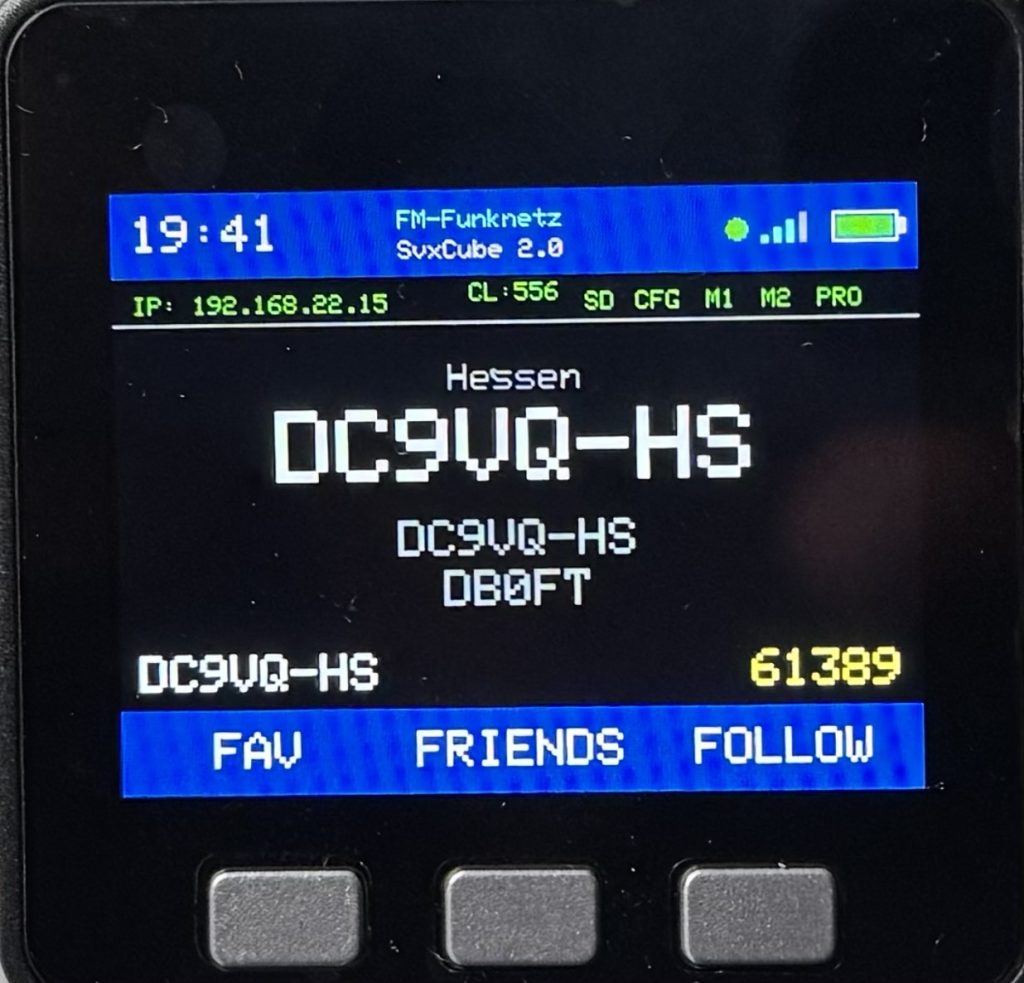 19:41
FM-Funknetz
SvxCube 2.0
IP: 192.168.22.15 CL:556 SD CFG M1 M2 PRO
Hessen
DC9VQ-HS
DC9VQ-HS
DB0FT
DC9VQ-HS 61389
FAV FRIENDS FOLLOW